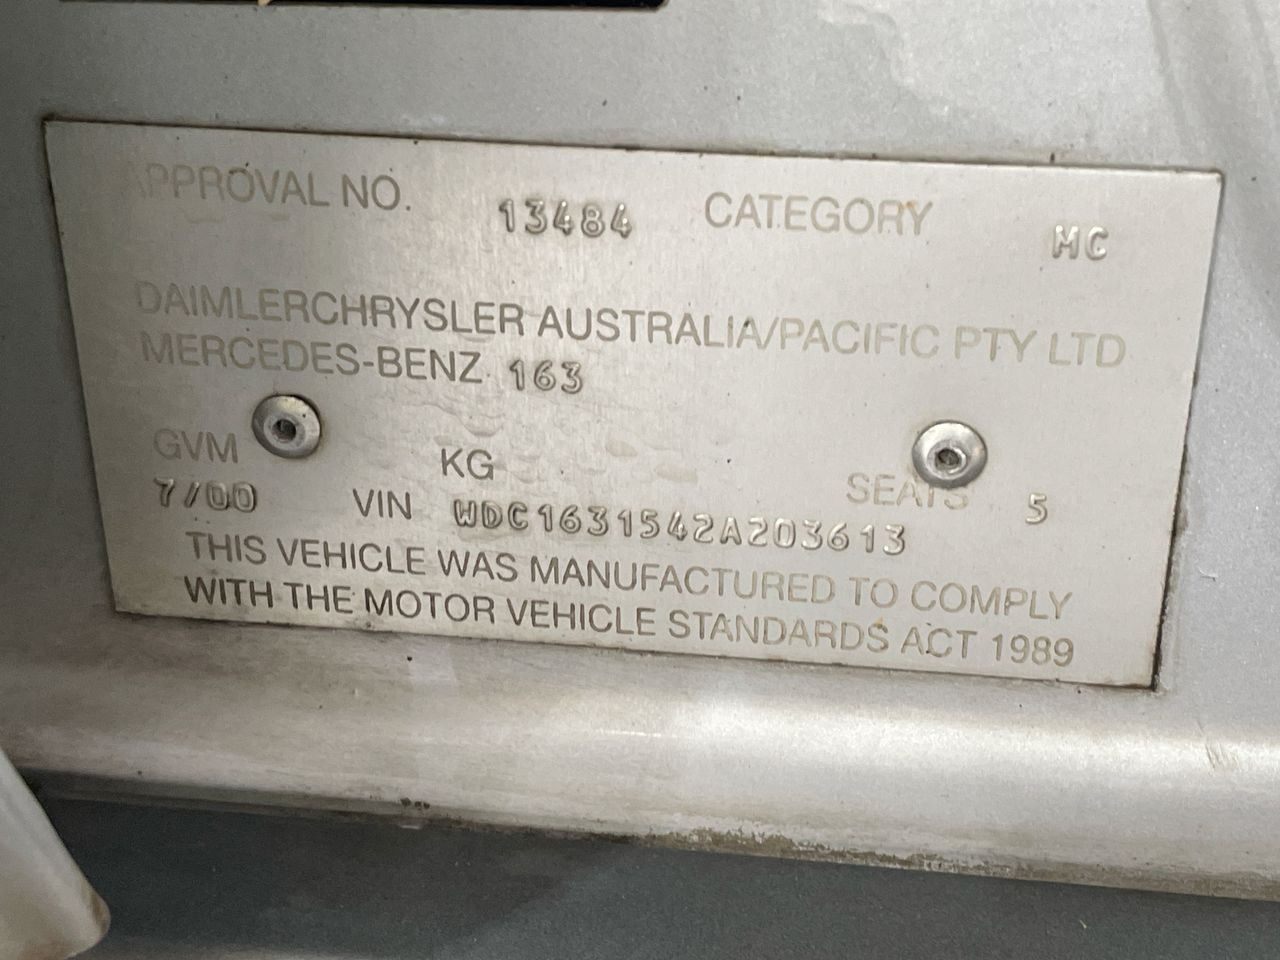 APPROVAL NO. 13484 CATEGORY MC
DAIMLERCHRYSLER AUSTRALIA/PACIFIC PTY LTD
MERCEDES-BENZ 163
GVM KG SEATS 5
7/00 VIN WDC1631542A203613
THIS VEHICLE WAS MANUFACTURED TO COMPLY
WITH THE MOTOR VEHICLE STANDARDS ACT 1989